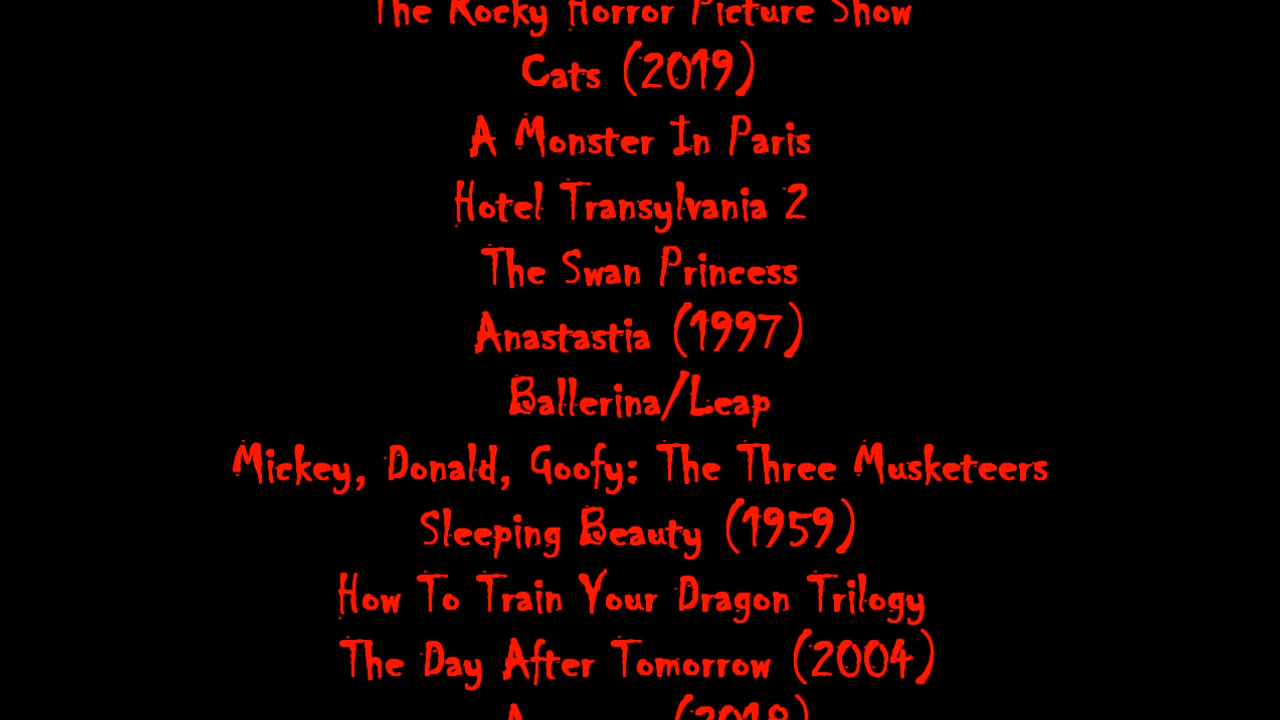 The Rocky Horror Picture Show
Cats (2019)
A Monster In Paris
Hotel Transylvania 2
The Swan Princess
Anastastia (1997)
Ballerina/Leap
Mickey, Donald, Goofy: The Three Musketeers
Sleeping Beauty (1959)
How To Train Your Dragon Trilogy
The Day After Tomorrow (2004)
(2018)